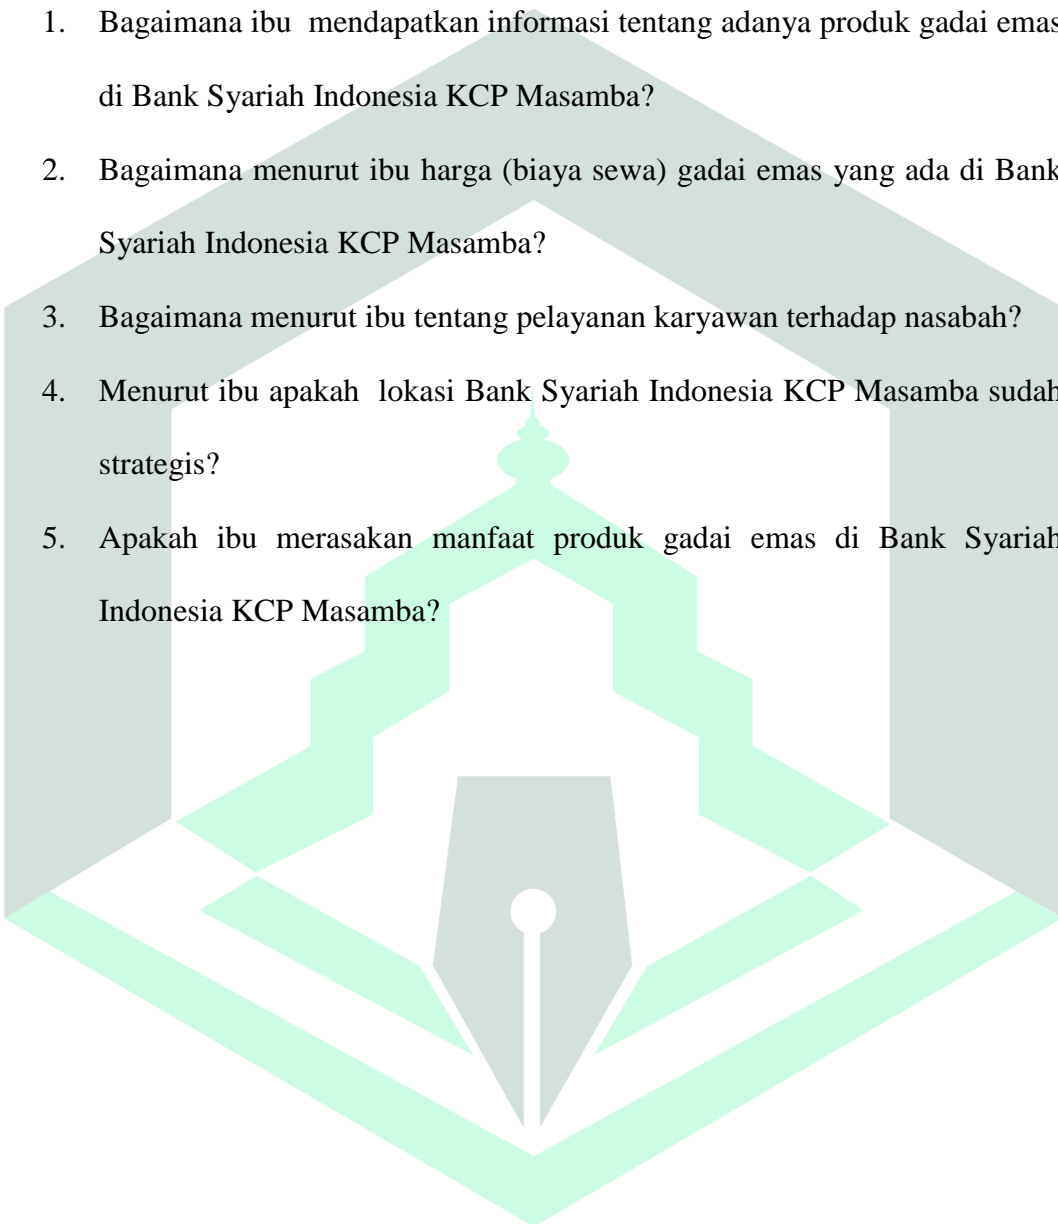 1. Bagaimana ibu mendapatkan informasi tentang adanya produk gadai emas
di Bank Syariah Indonesia KCP Masamba?
2. Bagaimana menurut ibu harga (biaya sewa) gadai emas yang ada di Bank
Syariah Indonesia KCP Masamba?
3. Bagaimana menurut ibu tentang pelayanan karyawan terhadap nasabah?
4. Menurut ibu apakah lokasi Bank Syariah Indonesia KCP Masamba sudah
strategis?
5. Apakah ibu merasakan manfaat produk gadai emas di Bank Syariah
Indonesia KCP Masamba?